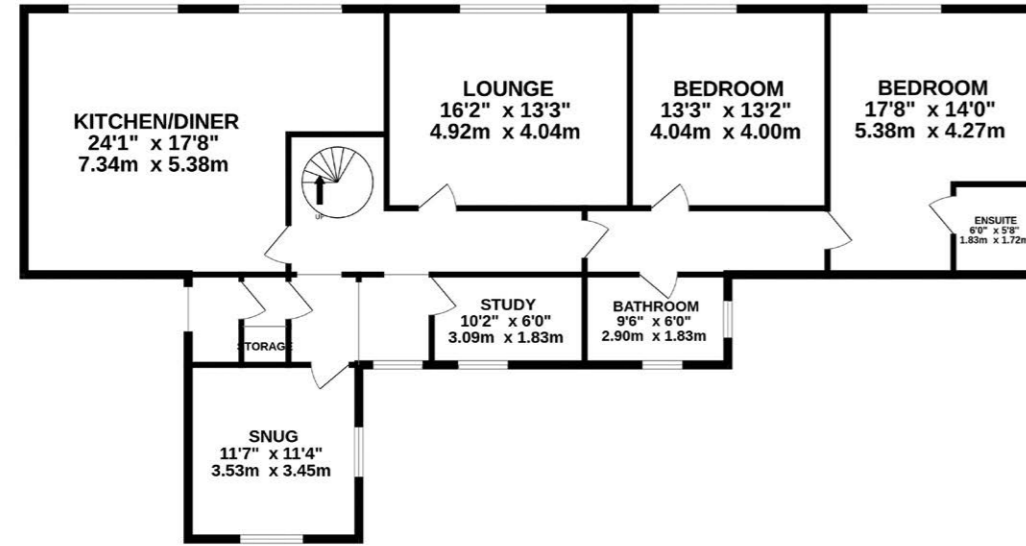 KITCHEN/DINER
24'1" x 17'8"
7.34m x 5.38m
LOUNGE
16'2" x 13'3"
4.92m x 4.04m
BEDROOM
13'3" x 13'2"
4.04m x 4.00m
BEDROOM
17'8" x 14'0"
5.38m x 4.27m
ENSUITE
6'0" x 5'8"
1.83m x 1.72m
UP
STUDY
10'2" x 6'0"
3.09m x 1.83m
BATHROOM
9'6" x 6'0"
2.90m x 1.83m
STORAGE
SNUG
11'7" x 11'4"
3.53m x 3.45m